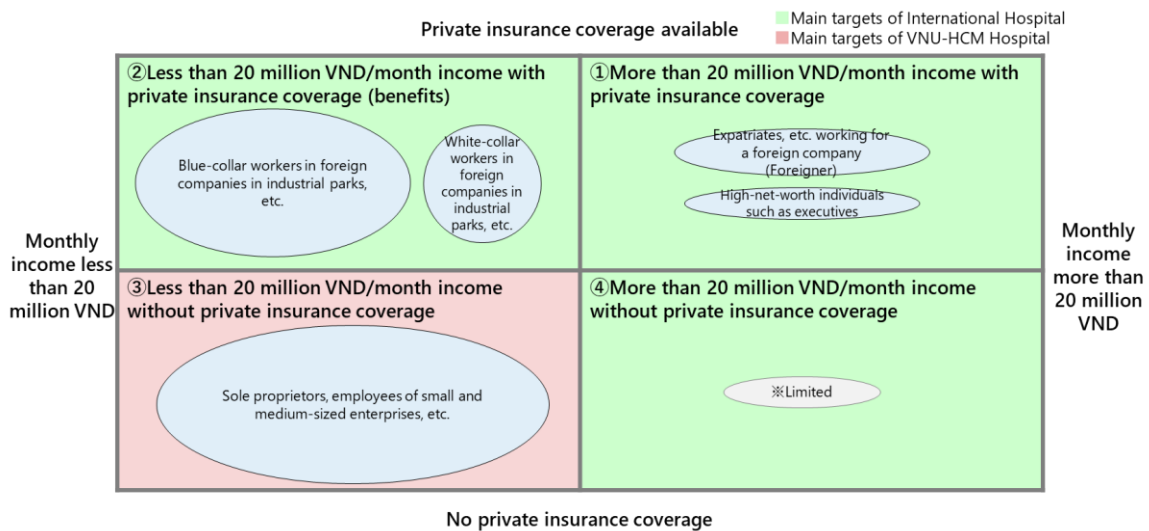 Private insurance coverage available
Main targets of International Hospital
Main targets of VNU-HCM Hospital
②Less than 20 million VND/month income with
private insurance coverage (benefits)
Blue-collar workers in foreign
companies in industrial parks,
etc.
White-collar
workers in
foreign
companies in
industrial
parks, etc.
①More than 20 million VND/month income with
private insurance coverage
Expatriates, etc. working for
a foreign company
(Foreigner)
High-net-worth individuals
such as executives
Monthly
income less
than 20
million VND
Monthly
income
more than
20 million
VND
③Less than 20 million VND/month income
without private insurance coverage
Sole proprietors, employees of small and
medium-sized enterprises, etc.
④More than 20 million VND/month income
without private insurance coverage
※Limited
No private insurance coverage